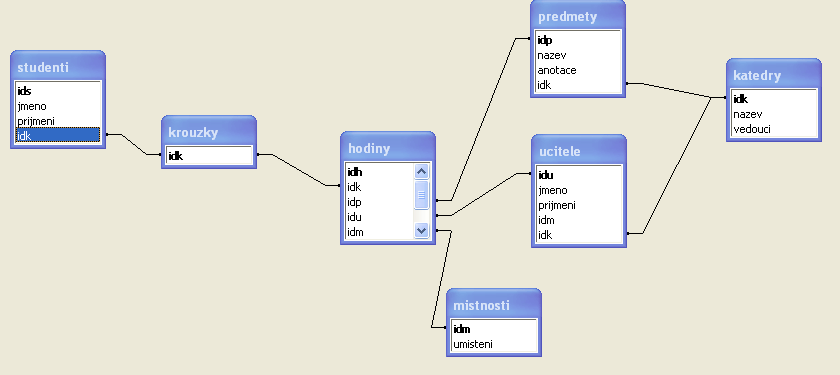 studenti
ids
jmeno
prijmeni
idk
krouzky
idk
hodiny
idh
idk
idp
idu
idm
predmety
idp
nazev
anotace
idk
ucitele
idu
jmeno
prijmeni
idm
idk
katedry
idk
nazev
vedouci
mistnosti
idm
umisteni